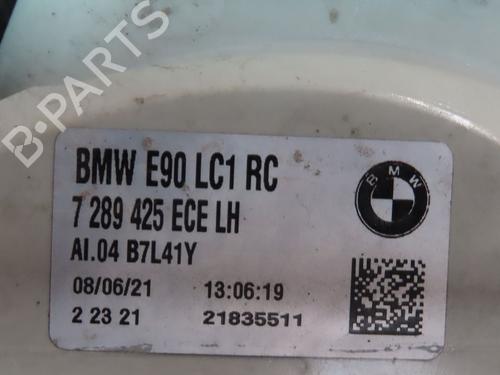 B-PARTS
BMW E90 LC1 RC
7 289 425 ECE LH
AI.04 B7L41Y
08/06/21 13:06:19
2 23 21 21835511
BMW